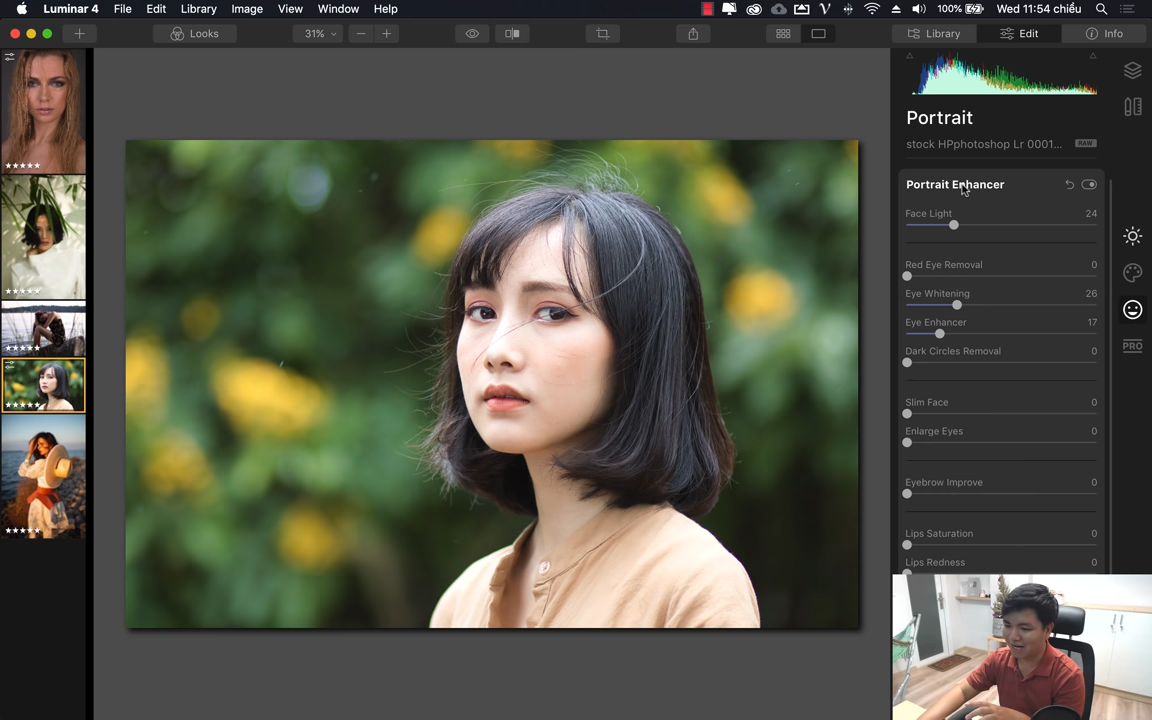 Luminar 4 File Edit Library Image View Window Help 100% Wed 11:54 chiều
Looks 31% Library Edit Info
Portrait
stock HPphotoshop Lr 0001... RAW
Portrait Enhancer
Face Light 24
Red Eye Removal 0
Eye Whitening 26
Eye Enhancer 17
Dark Circles Removal 0
Slim Face 0
Enlarge Eyes 0
Eyebrow Improve 0
Lips Saturation 0
Lips Redness 0
PRO